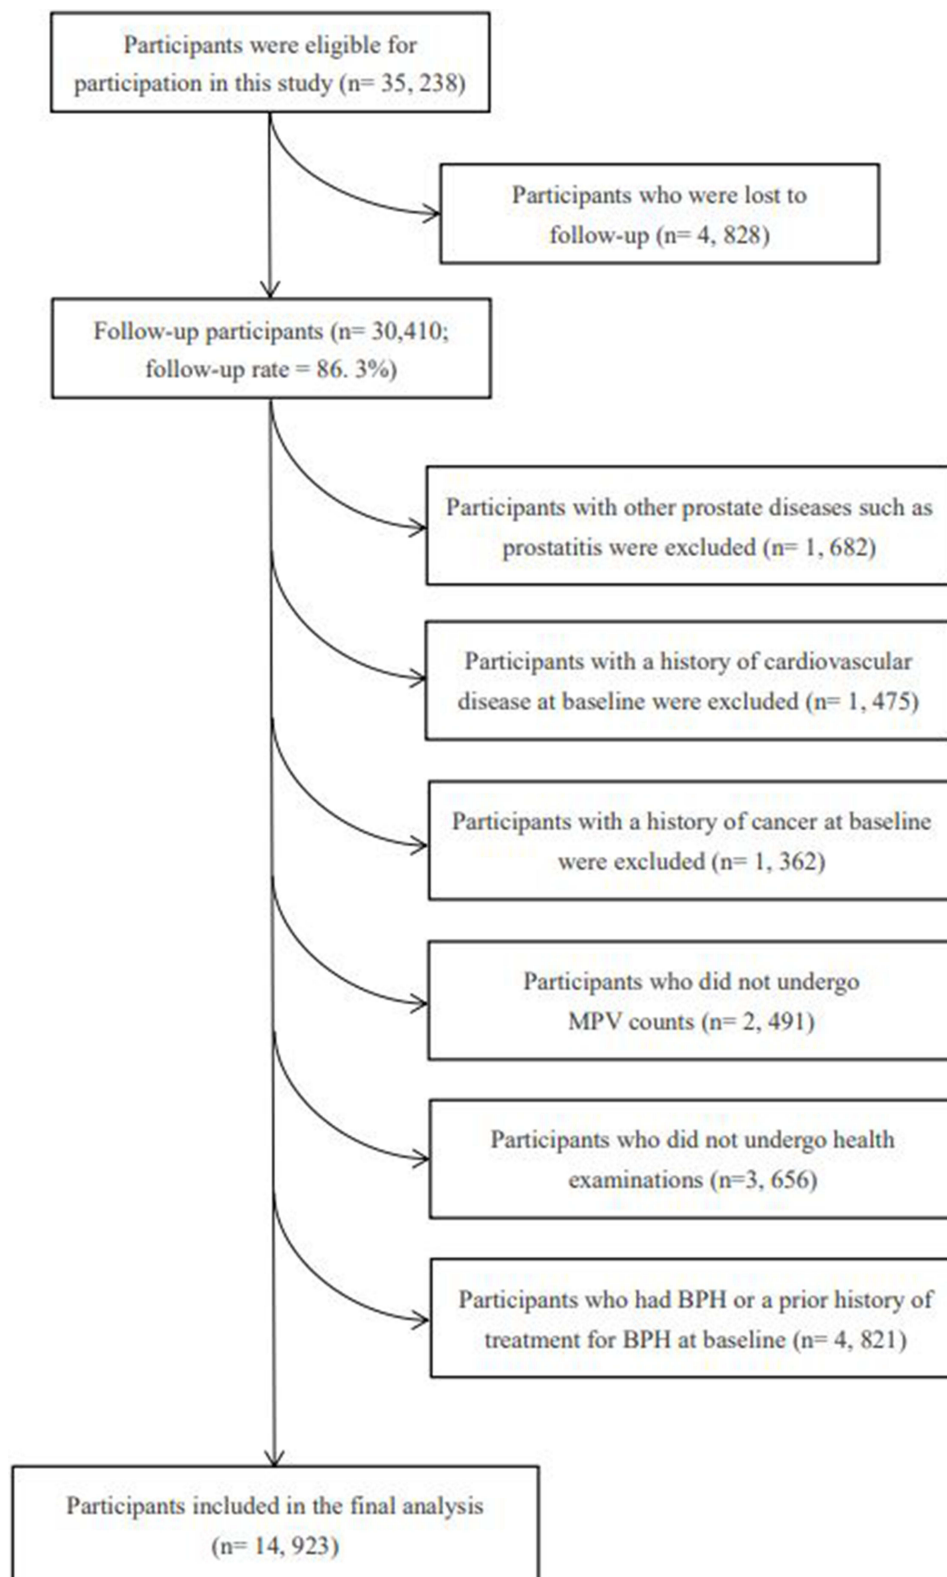 Participants were eligible for
participation in this study (n= 35, 238)
Participants who were lost to
follow-up (n= 4, 828)
Follow-up participants (n= 30,410;
follow-up rate = 86. 3%)
Participants with other prostate diseases such as
prostatitis were excluded (n= 1, 682)
Participants with a history of cardiovascular
disease at baseline were excluded (n= 1, 475)
Participants with a history of cancer at baseline
were excluded (n= 1, 362)
Participants who did not undergo
MPV counts (n= 2, 491)
Participants who did not undergo health
examinations (n=3, 656)
Participants who had BPH or a prior history of
treatment for BPH at baseline (n= 4, 821)
Participants included in the final analysis
(n= 14, 923)